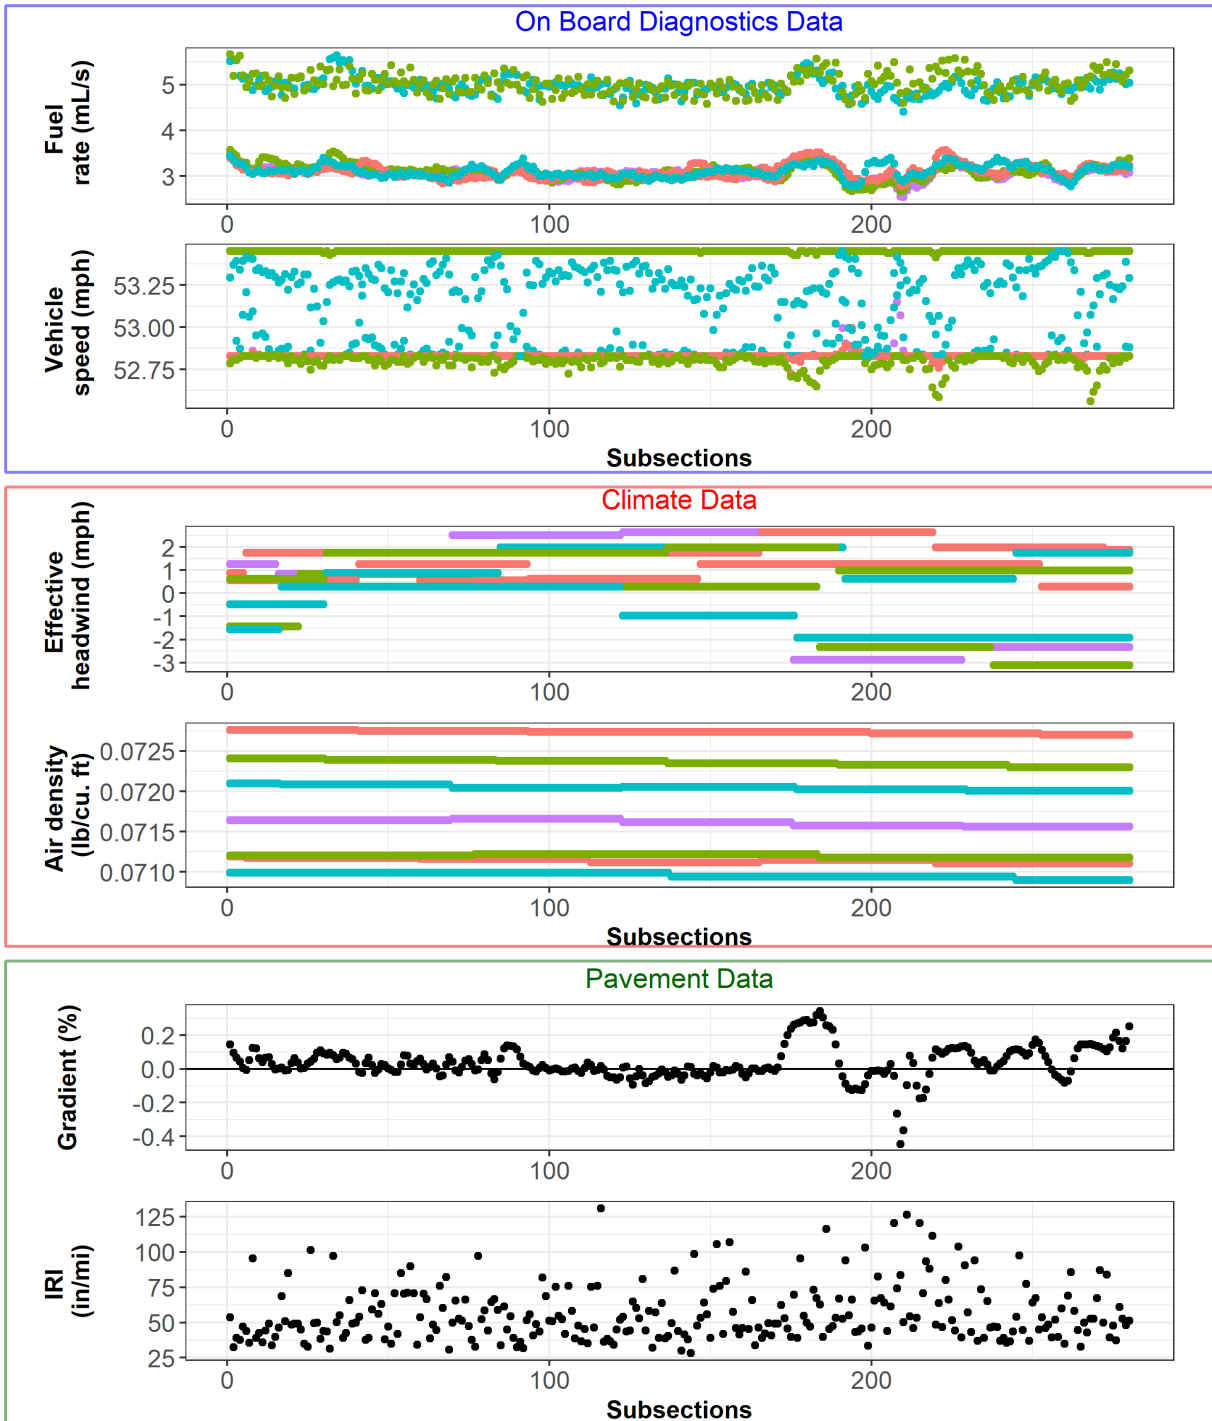 On Board Diagnostics Data
Fuel
rate (mL/s)
5
4
3
0 100 200
Vehicle
speed (mph)
53.25
53.00
52.75
0 100 200
Subsections
Climate Data
Effective
headwind (mph)
2
1
0
-1
-2
-3
0 100 200
Air density
(lb/cu. ft)
0.0725
0.0720
0.0715
0.0710
0 100 200
Subsections
Pavement Data
Gradient (%)
0.2
0.0
-0.2
-0.4
0 100 200
IRI
(in/mi)
125
100
75
50
25
0 100 200
Subsections